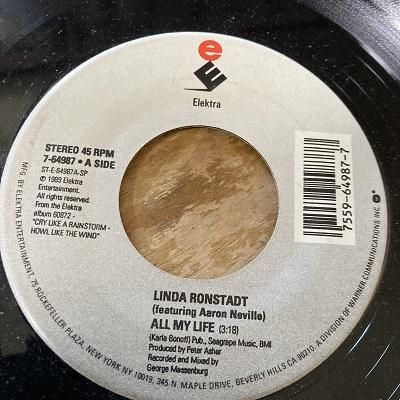 e
E
Elektra
STEREO 45 RPM
7-64987 • A SIDE
ST-E-64987A-SP
℗ 1989 Elektra
Entertainment.
All rights reserved.
From the Elektra
album 60872 -
"CRY LIKE A RAINSTORM -
HOWL LIKE THE WIND"
7559-64987-7
LINDA RONSTADT
(featuring Aaron Neville)
ALL MY LIFE (3:18)
(Karla Bonoff) Pub., Seagrape Music, BMI
Produced by Peter Asher
Recorded and Mixed by
George Massenburg
MFG. BY ELEKTRA ENTERTAINMENT, 75 ROCKEFELLER PLAZA, NEW YORK, NY 10019, 345 N. MAPLE DRIVE, BEVERLY HILLS CA 90210. A DIVISION OF WARNER COMMUNICATIONS INC.